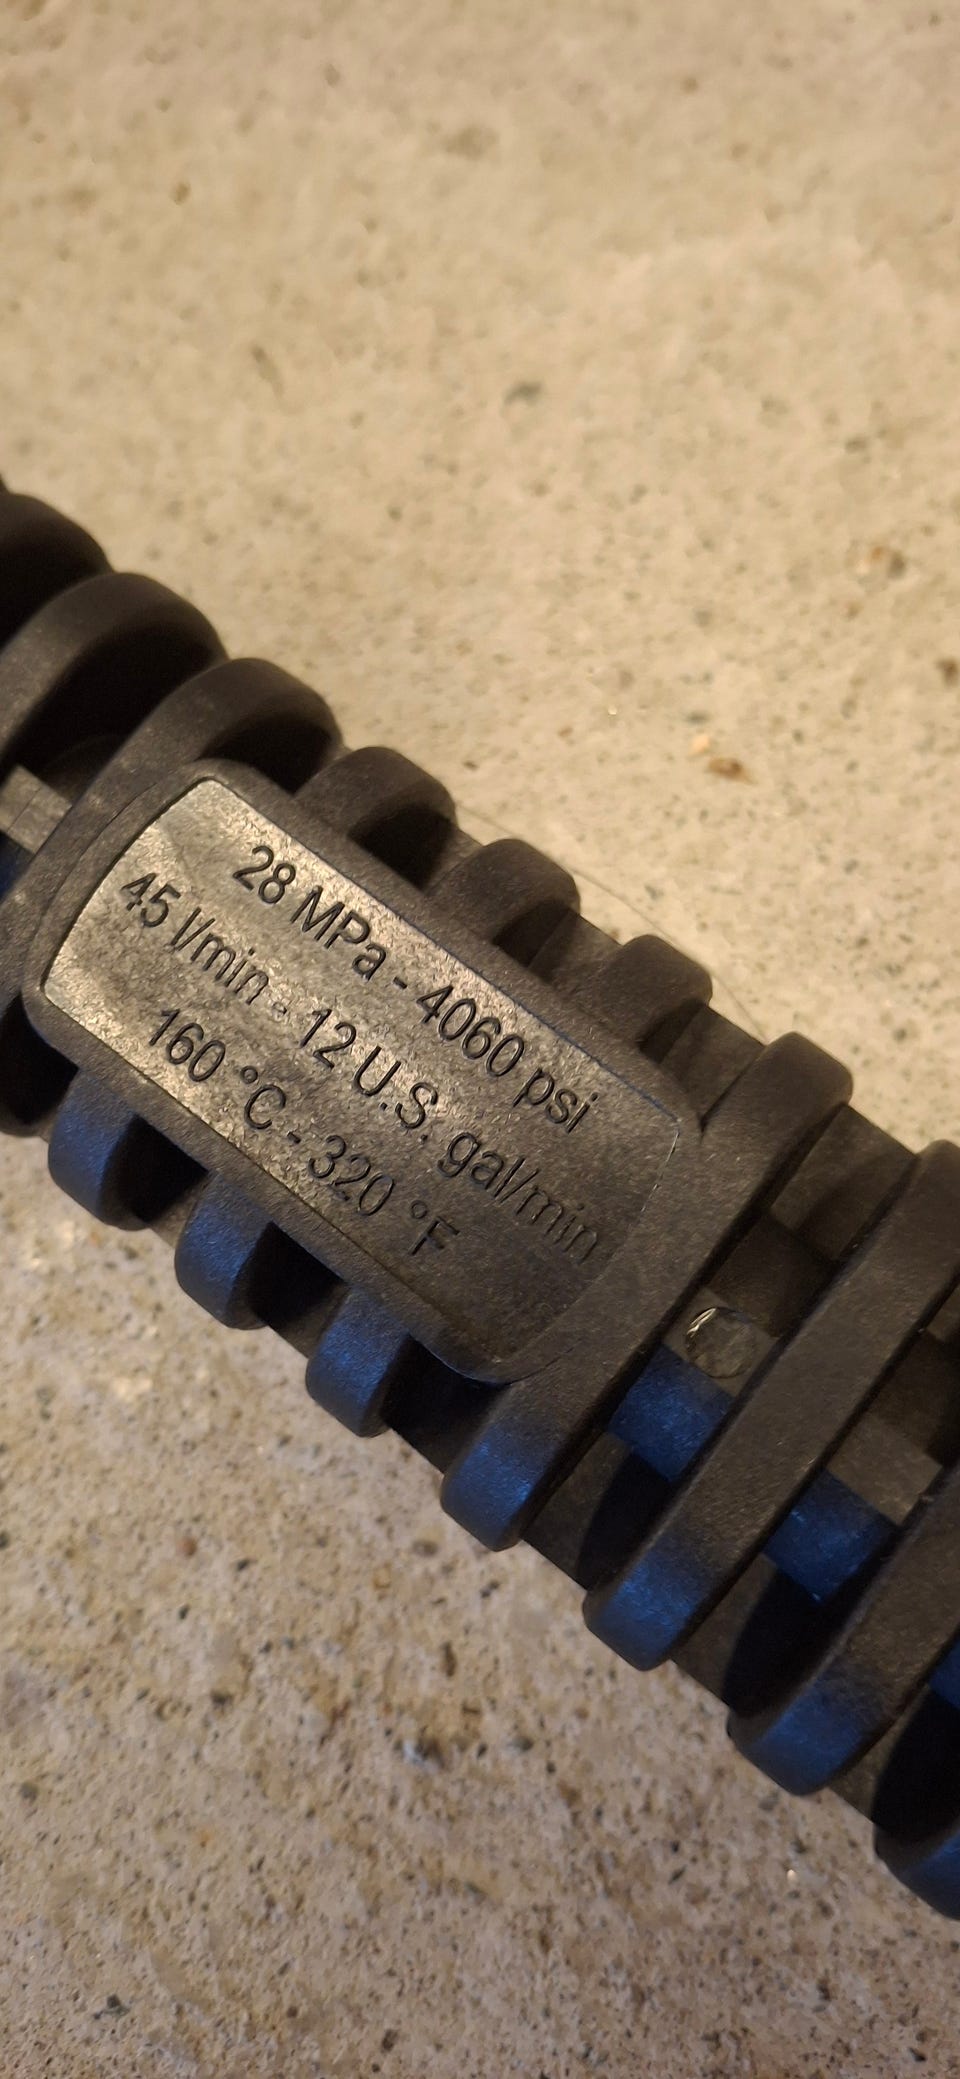 28 MPa - 4060 psi
45 l/min - 12 U.S. gal/min
160 °C - 320 °F